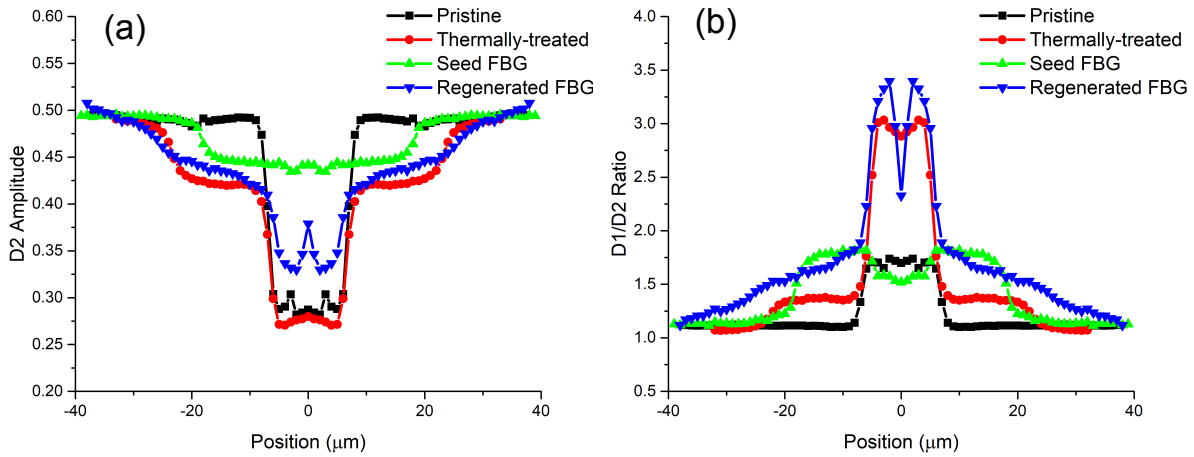 (a)
Pristine
Thermally-treated
Seed FBG
Regenerated FBG
D2 Amplitude
0.60
0.55
0.50
0.45
0.40
0.35
0.30
0.25
0.20
-40 -20 0 20 40
Position (μm)
(b)
Pristine
Thermally-treated
Seed FBG
Regenerated FBG
D1/D2 Ratio
4.0
3.5
3.0
2.5
2.0
1.5
1.0
0.5
-40 -20 0 20 40
Position (μm)